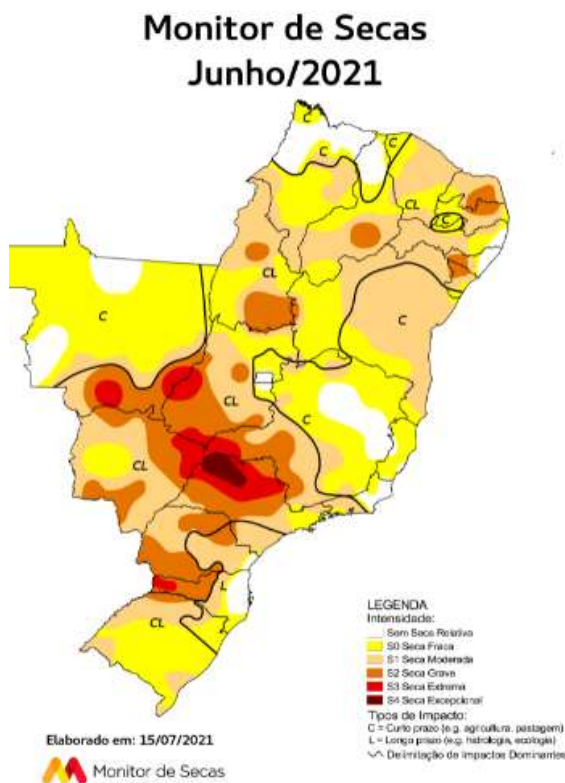 Monitor de Secas
Junho/2021
C
C
C
CL
C
CL
C
C
CL
C
CL
L
CL
LEGENDA
Intensidade:
Sem Seca Relativa
S0 Seca Fraca
S1 Seca Moderada
S2 Seca Grave
S3 Seca Extrema
S4 Seca Excepcional
Tipos de Impacto:
C = Curto prazo (e.g. agricultura, pastagem)
L = Longo prazo (e.g. hidrologia, ecologia)
Delimitação de Impactos Dominantes
Elaborado em: 15/07/2021
Monitor de Secas